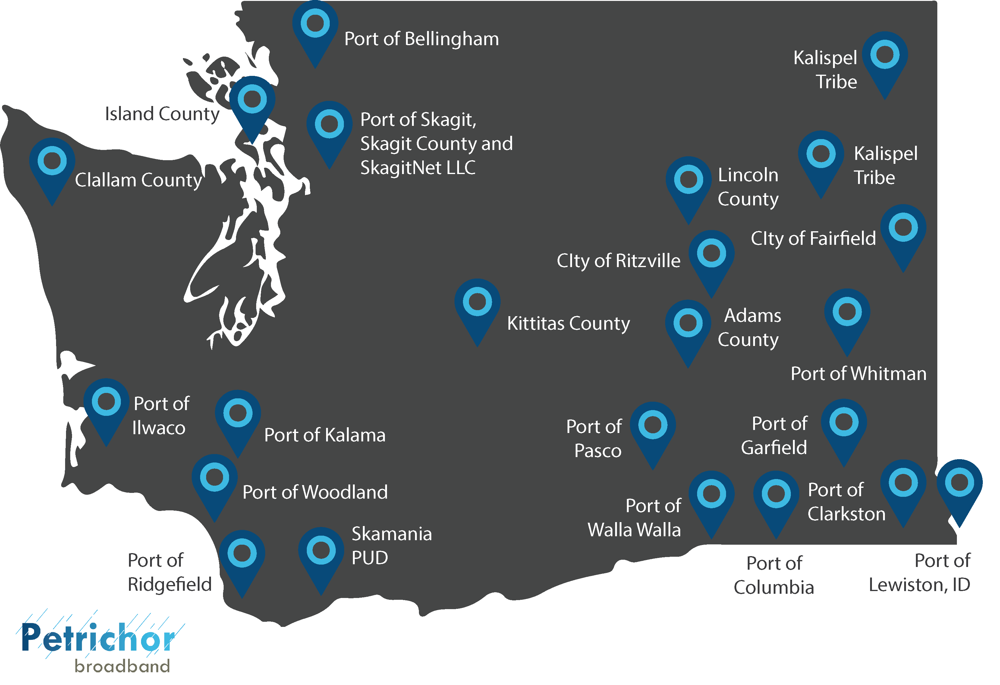 Port of Bellingham
Kalispel
Tribe
Island County
Port of Skagit,
Skagit County and
SkagitNet LLC
Clallam County
Kalispel
Tribe
Lincoln
County
CIty of Fairfield
CIty of Ritzville
Kittitas County
Adams
County
Port of Whitman
Port of
Ilwaco
Port of Kalama
Port of
Pasco
Port of
Garfield
Port of Woodland
Port of
Walla Walla
Port of
Clarkston
Skamania
PUD
Port of
Ridgefield
Port of
Columbia
Port of
Lewiston, ID
Petrichor
broadband